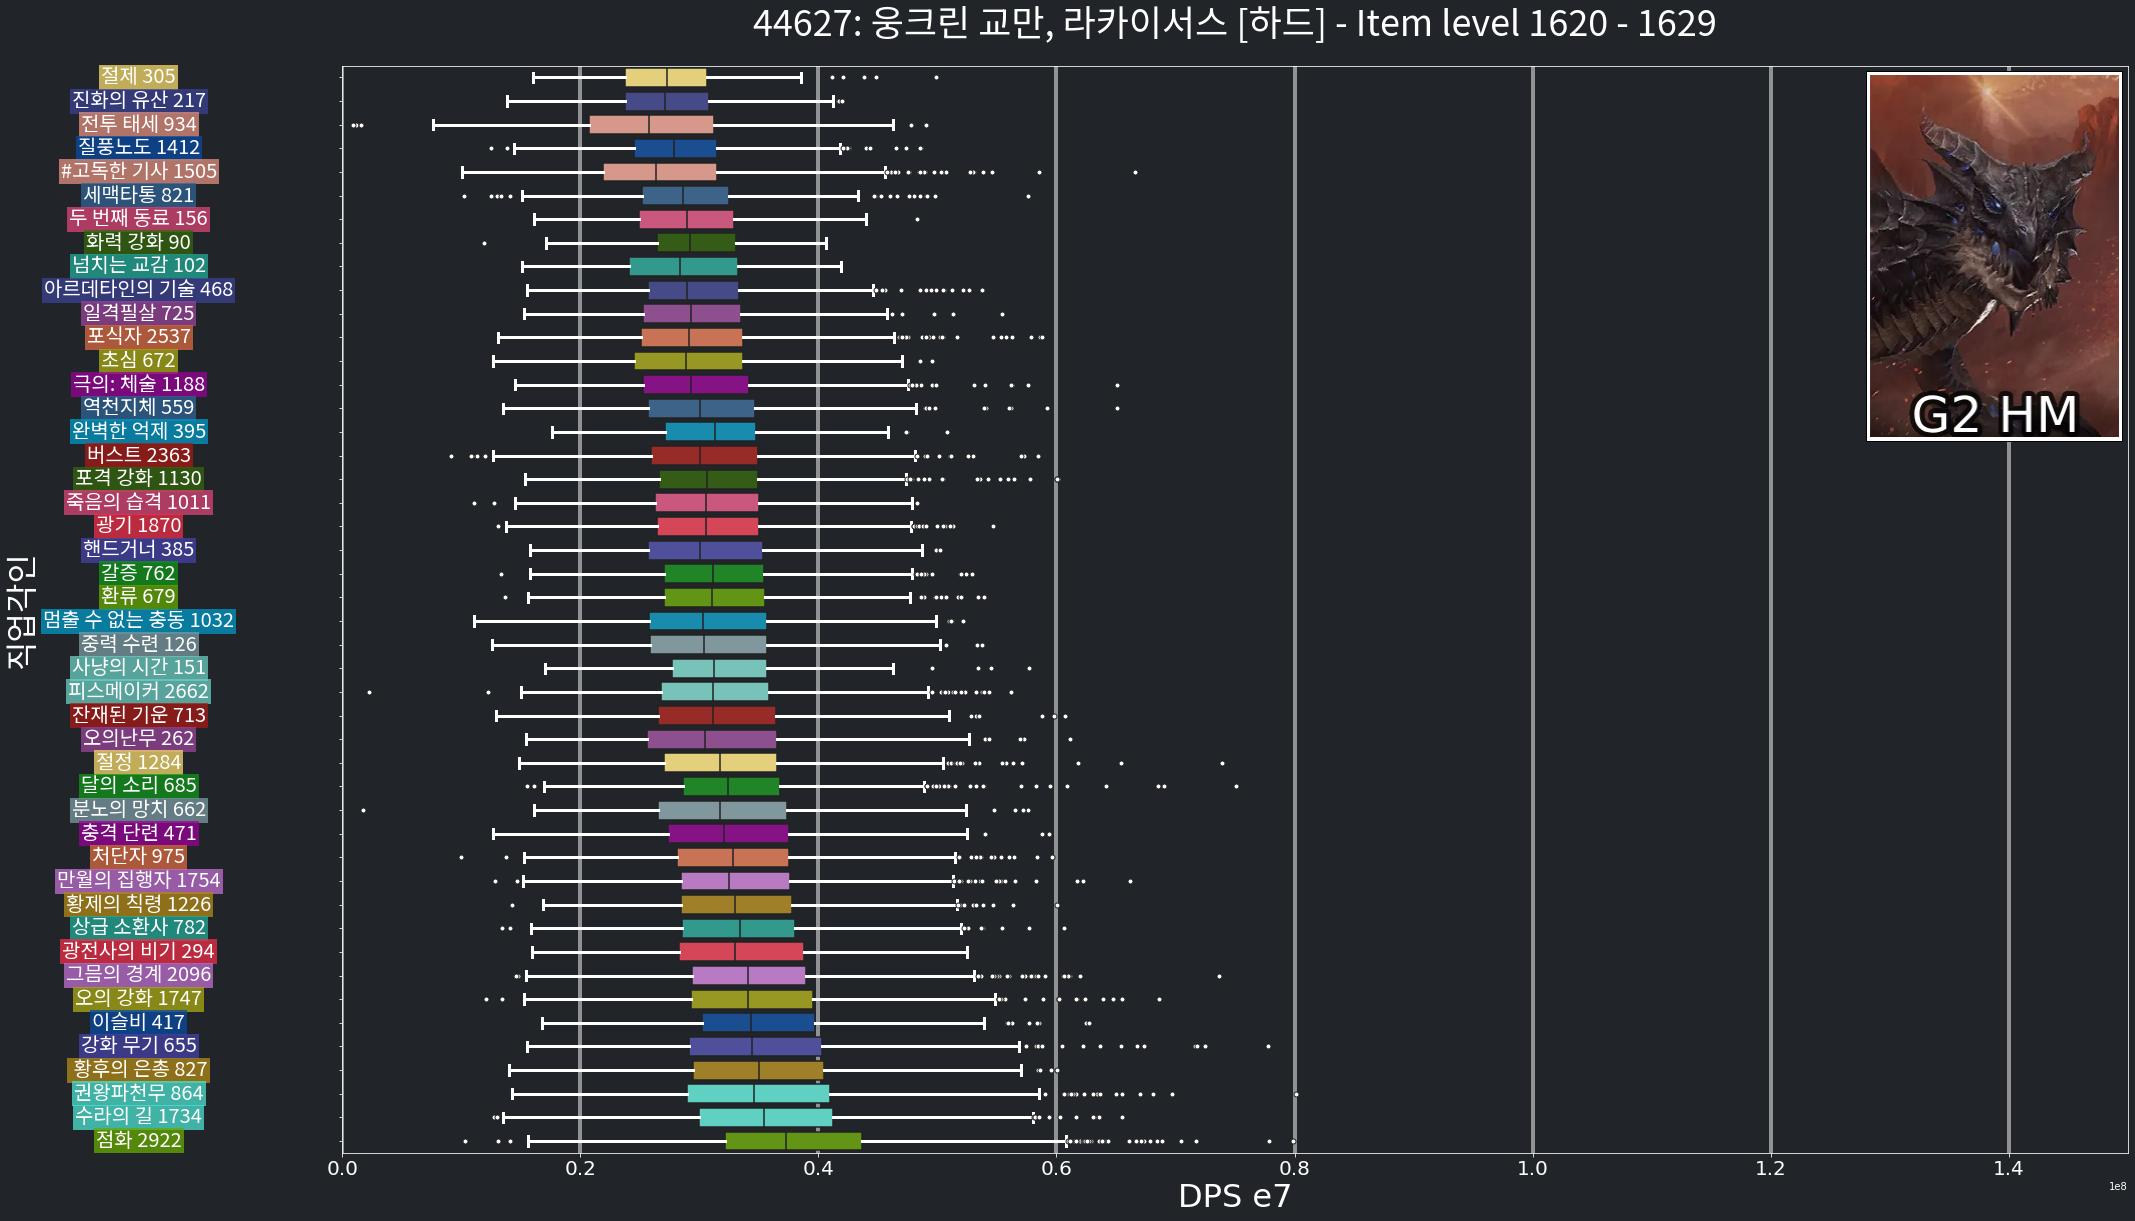 44627: 웅크린 교만, 라카이서스 [하드] - Item level 1620 - 1629
절제 305
진화의 유산 217
전투 태세 934
질풍노도 1412
#고독한 기사 1505
세맥타통 821
두 번째 동료 156
화력 강화 90
넘치는 교감 102
아르데타인의 기술 468
일격필살 725
포식자 2537
초심 672
극의: 체술 1188
역천지체 559
완벽한 억제 395
버스트 2363
포격 강화 1130
죽음의 습격 1011
광기 1870
핸드거너 385
갈증 762
환류 679
멈출 수 없는 충동 1032
중력 수련 126
사냥의 시간 151
피스메이커 2662
잔재된 기운 713
오의난무 262
절정 1284
달의 소리 685
분노의 망치 662
충격 단련 471
처단자 975
만월의 집행자 1754
황제의 칙령 1226
상급 소환사 782
광전사의 비기 294
그믐의 경계 2096
오의 강화 1747
이슬비 417
강화 무기 655
황후의 은총 827
권왕파천무 864
수라의 길 1734
점화 2922
직업각인
G2 HM
0.0 0.2 0.4 0.6 0.8 1.0 1.2 1.4
1e8
DPS e7